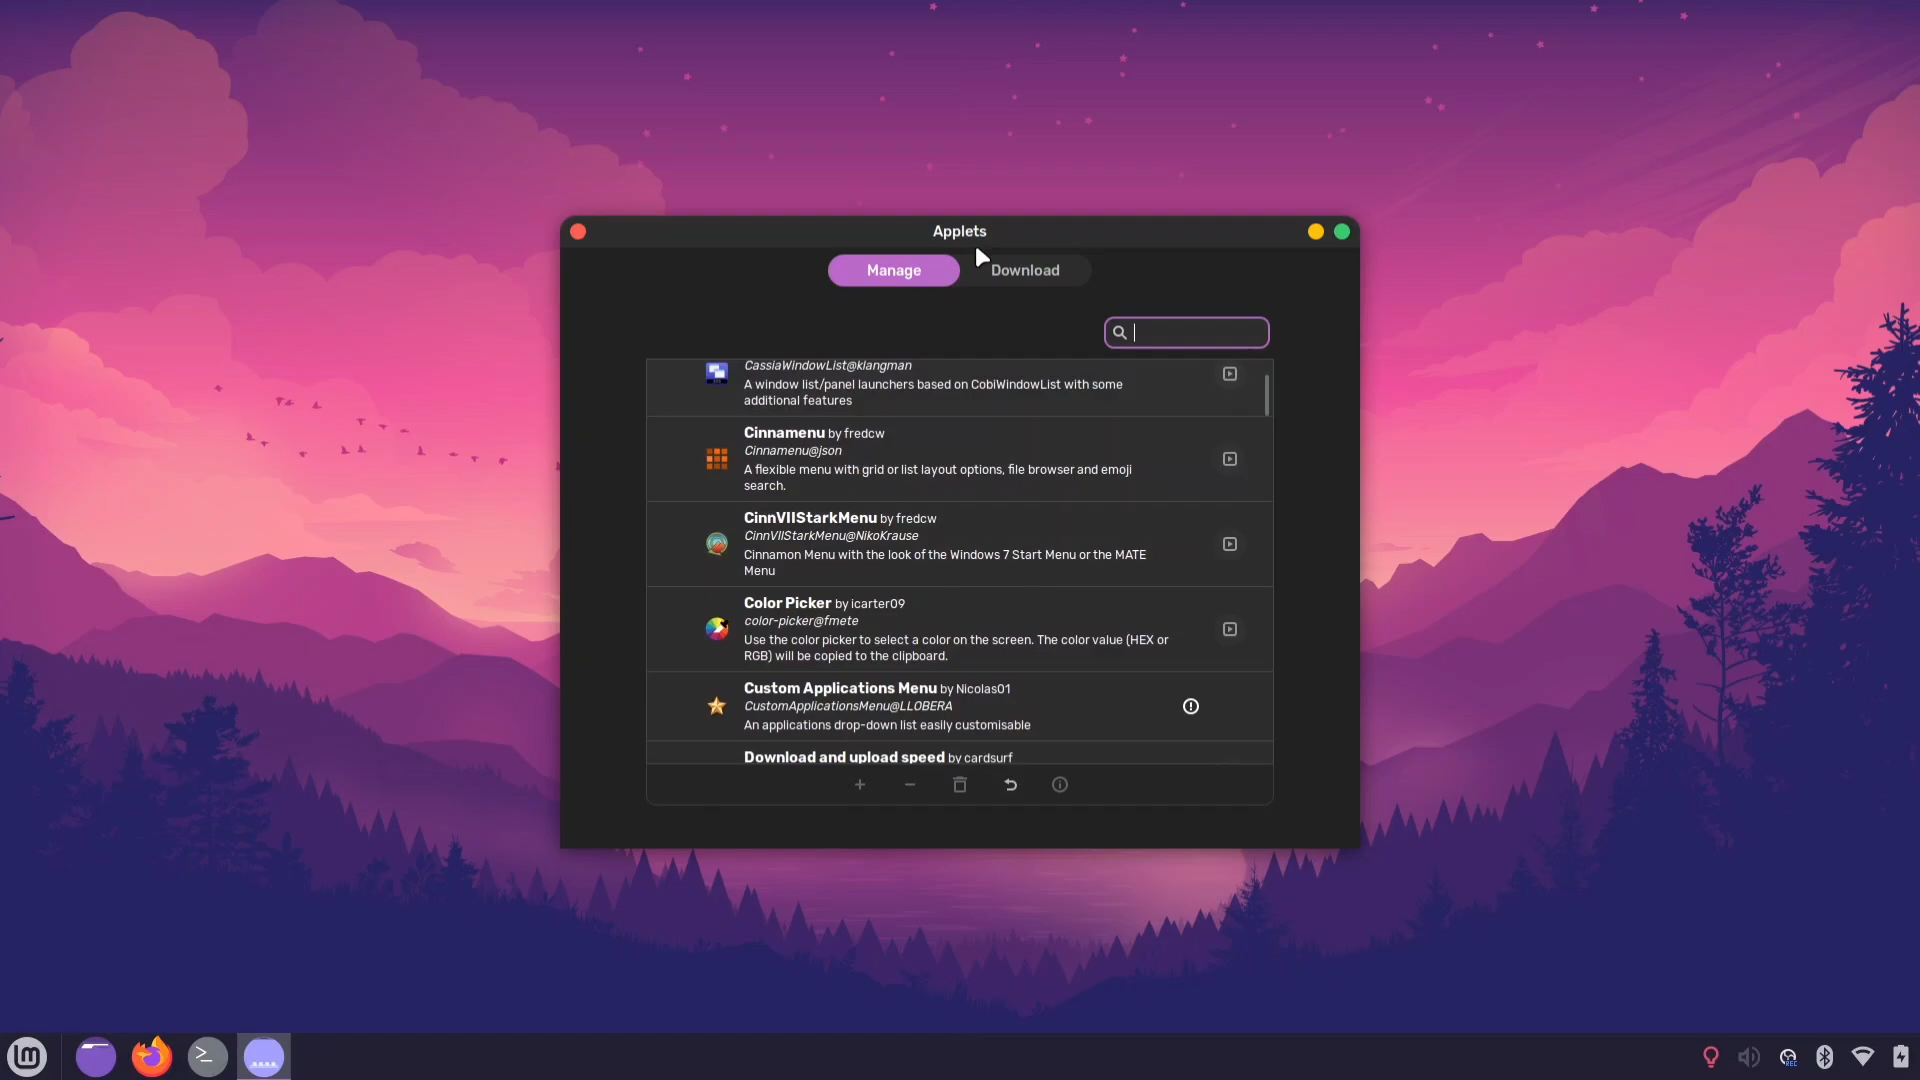 Applets
Manage
Download
CassiaWindowList@klangman
A window list/panel launchers based on CobiWindowList with some
additional features
Cinnamenu by fredcw
Cinnamenu@json
A flexible menu with grid or list layout options, file browser and emoji
search.
CinnVIIStarkMenu by fredcw
CinnVIIStarkMenu@NikoKrause
Cinnamon Menu with the look of the Windows 7 Start Menu or the MATE
Menu
Color Picker by icarter09
color-picker@fmete
Use the color picker to select a color on the screen. The color value (HEX or
RGB) will be copied to the clipboard.
Custom Applications Menu by Nicolas01
CustomApplicationsMenu@LLOBERA
An applications drop-down list easily customisable
Download and upload speed by cardsurf
REC